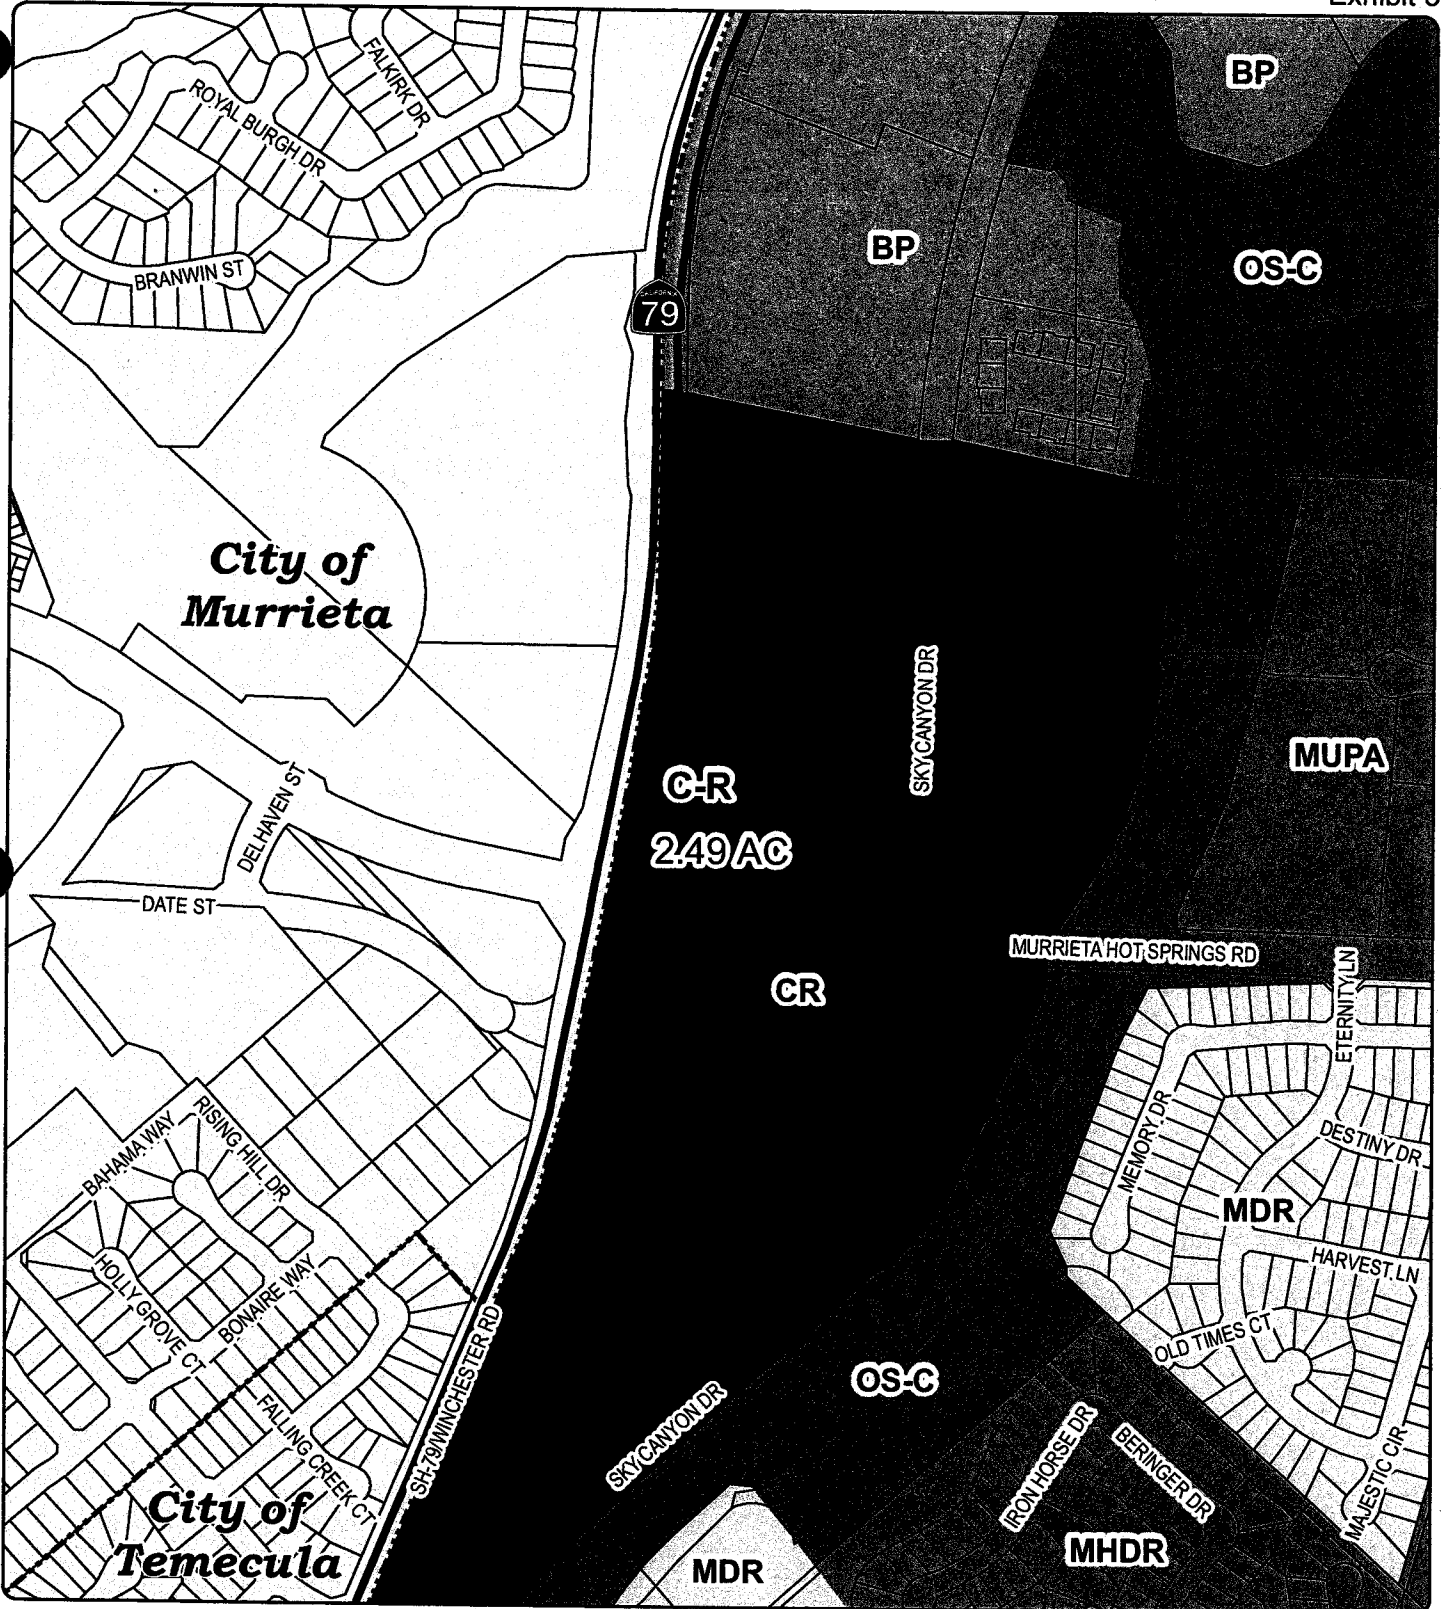 Exhibit
BP
FALKIRK DR
ROYAL BURGH DR
BP
OS-C
BRANWIN ST
CALIFORNIA
79
City of
Murrieta
SKY CANYON DR
MUPA
C-R
2.49 AC
DELHAVEN ST
DATE ST
MURRIETA HOT SPRINGS RD
CR
ETERNITY LN
MEMORY DR
BAHAMA WAY
RISING HILL DR
DESTINY DR
MDR
HARVEST LN
HOLLY GROVE CT
BONAIRE WAY
OLD TIMES CT
SH-79/WINCHESTER RD
OS-C
SKY CANYON DR
FALLING CREEK CT
IRON HORSE DR
BERINGER DR
MAJESTIC CIR
City of
Temecula
MHDR
MDR